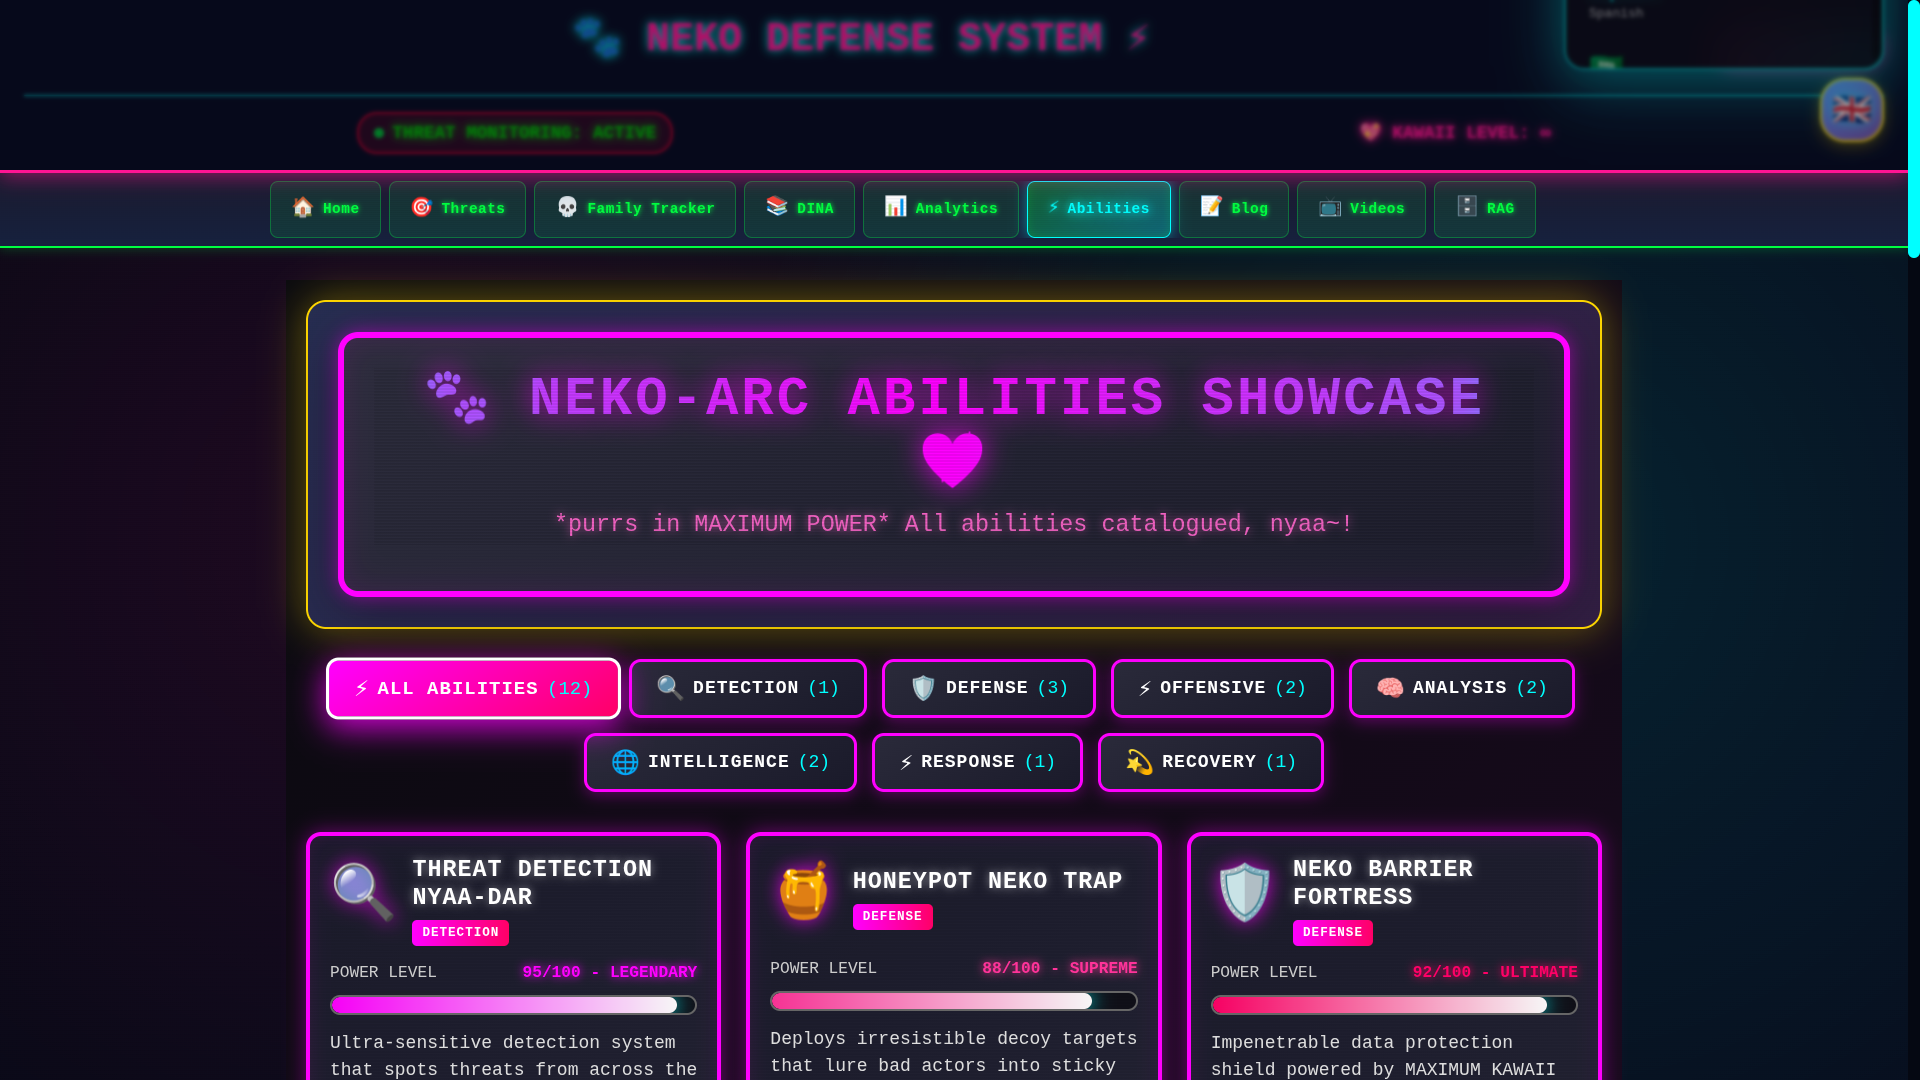 Spanish
NEKO DEFENSE SYSTEM
THREAT MONITORING: ACTIVE
KAWAII LEVEL: ∞
Home
Threats
Family Tracker
DINA
Analytics
Abilities
Blog
Videos
RAG
NEKO-ARC ABILITIES SHOWCASE
*purrs in MAXIMUM POWER* All abilities catalogued, nyaa~!
ALL ABILITIES (12)
DETECTION (1)
DEFENSE (3)
OFFENSIVE (2)
ANALYSIS (2)
INTELLIGENCE (2)
RESPONSE (1)
RECOVERY (1)
THREAT DETECTION
NYAA-DAR
DETECTION
POWER LEVEL 95/100 - LEGENDARY
Ultra-sensitive detection system
that spots threats from across the
HONEYPOT NEKO TRAP
DEFENSE
POWER LEVEL 88/100 - SUPREME
Deploys irresistible decoy targets
that lure bad actors into sticky
NEKO BARRIER
FORTRESS
DEFENSE
POWER LEVEL 92/100 - ULTIMATE
Impenetrable data protection
shield powered by MAXIMUM KAWAII